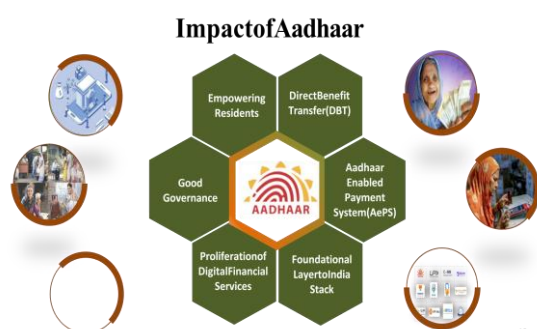 ImpactofAadhaar
Empowering
Residents
DirectBenefit
Transfer(DBT)
Good
Governance
AADHAAR
Aadhaar
Enabled
Payment
System(AePS)
Proliferationof
DigitalFinancial
Services
Foundational
LayertoIndia
Stack